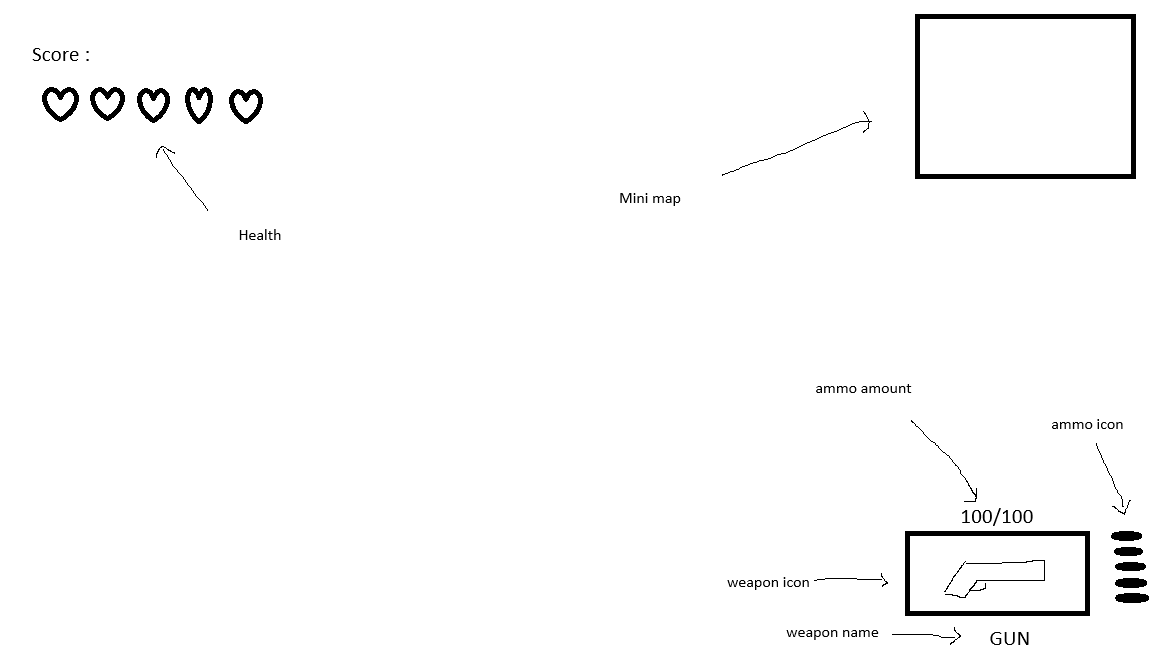 Score :
Health
Mini map
ammo amount
ammo icon
100/100
weapon icon
weapon name
GUN